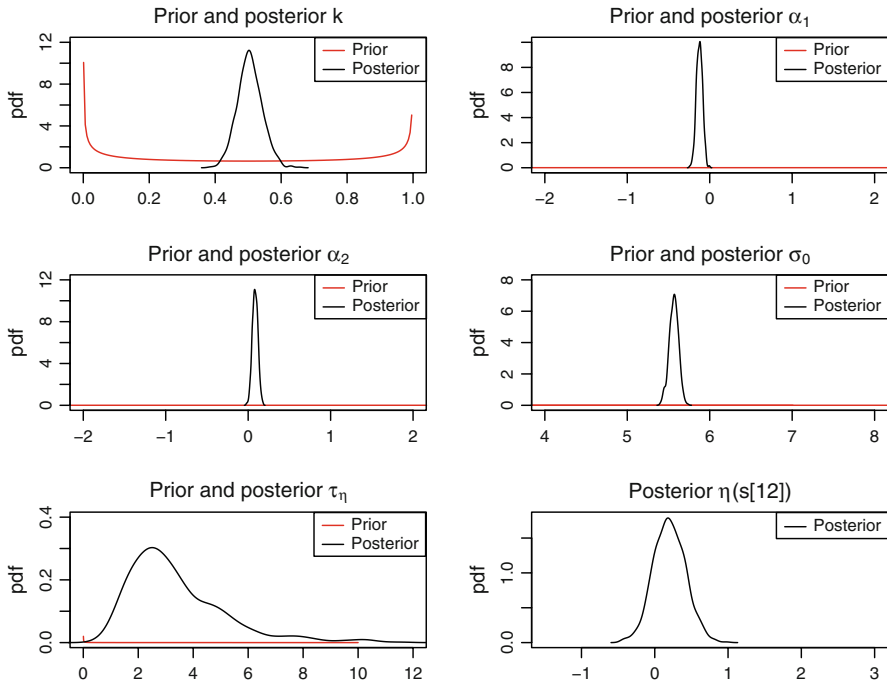 Prior and posterior k
pdf
0 4 8 12
0.0 0.2 0.4 0.6 0.8 1.0
Prior
Posterior
Prior and posterior α₁
pdf
0 2 4 6 8
−2 −1 0 1 2
Prior
Posterior
Prior and posterior α₂
pdf
0 4 8 12
−2 −1 0 1 2
Prior
Posterior
Prior and posterior σ₀
pdf
0 2 4 6 8
4 5 6 7 8
Prior
Posterior
Prior and posterior τη
pdf
0.0 0.2 0.4
0 2 4 6 8 10 12
Prior
Posterior
Posterior η(s[12])
pdf
0.0 1.0
−1 0 1 2 3
Posterior